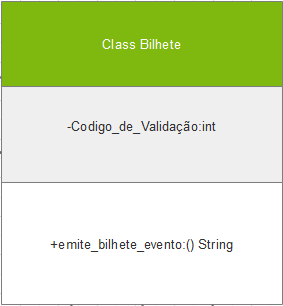 Class Bilhete
-Codigo_de_Validação:int
+emite_bilhete_evento:() String